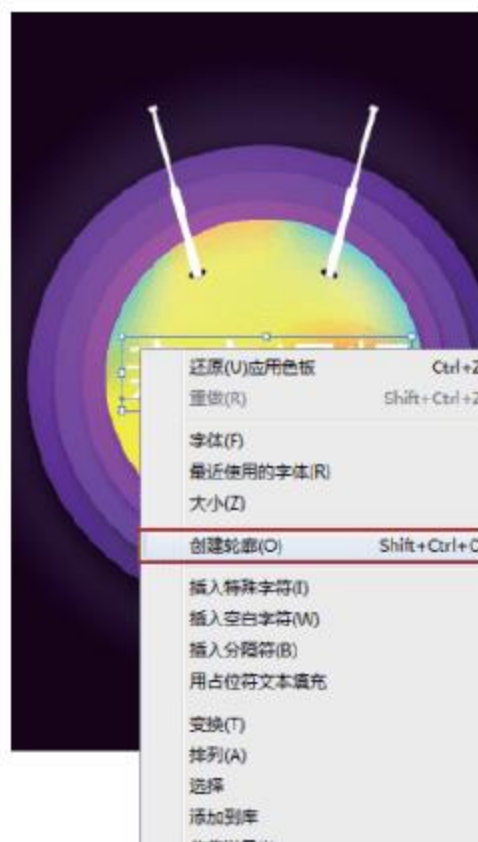 还原(U)应用色板 Ctrl+Z
重做(R) Shift+Ctrl+Z
字体(F)
最近使用的字体(R)
大小(Z)
创建轮廓(O) Shift+Ctrl+O
插入特殊字符(I)
插入空白字符(W)
插入分隔符(B)
用占位符文本填充
变换(T)
排列(A)
选择
添加到库